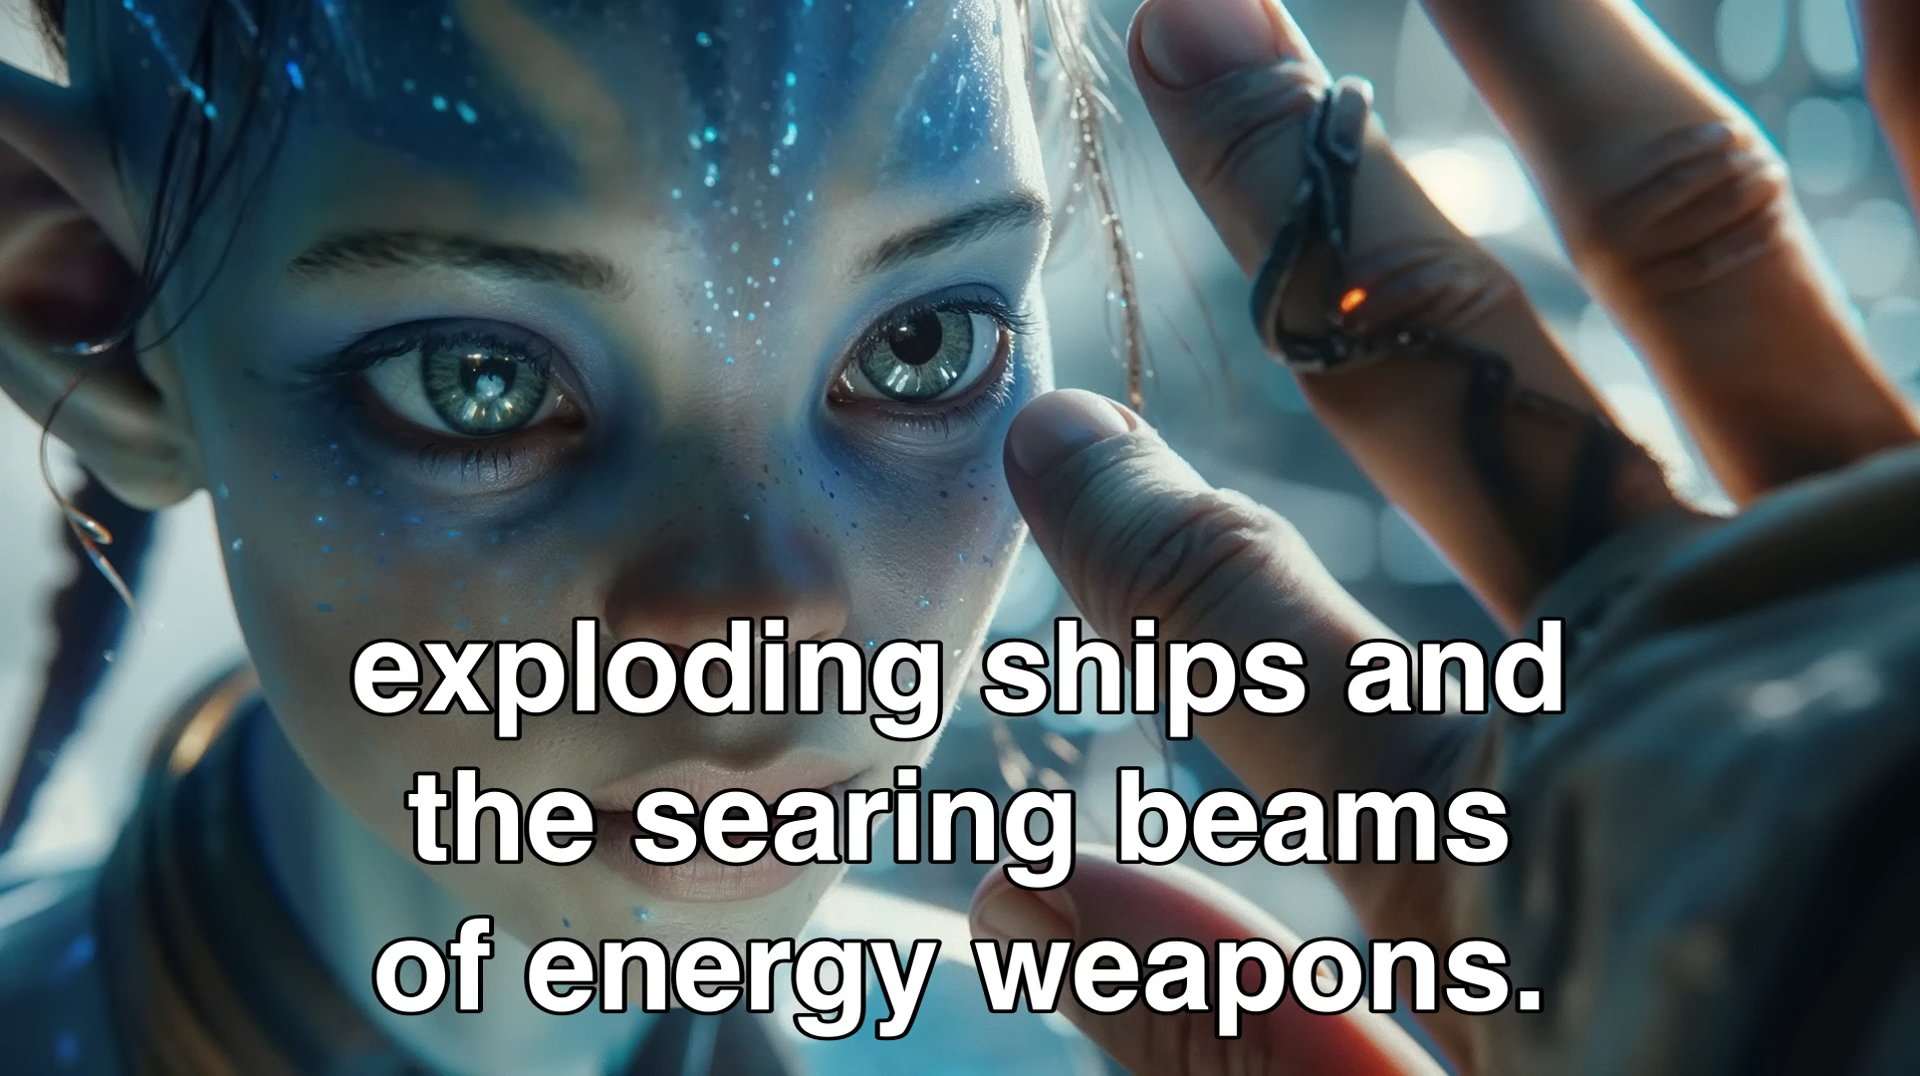 exploding ships and
the searing beams
of energy weapons.